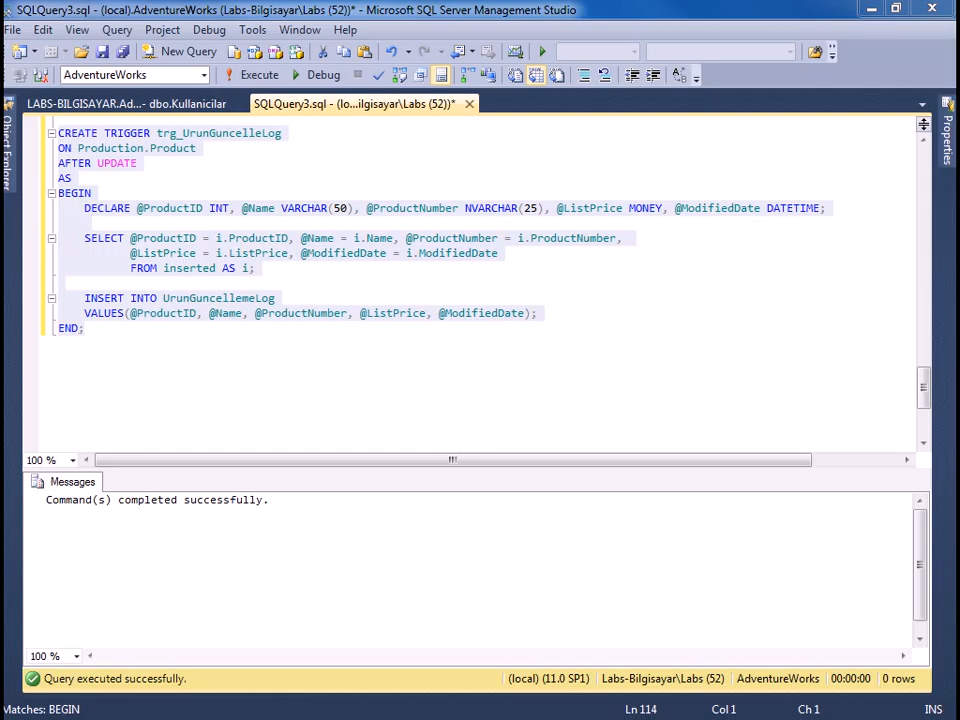 SQLQuery3.sql - (local).AdventureWorks (Labs-Bilgisayar\Labs (52))* - Microsoft SQL Server Management Studio
File Edit View Query Project Debug Tools Window Help
New Query
AdventureWorks Execute Debug
LABS-BILGISAYAR.Ad...- dbo.Kullanicilar SQLQuery3.sql - (lo...ilgisayar\Labs (52))*
Object Explorer
Properties
CREATE TRIGGER trg_UrunGuncelleLog
ON Production.Product
AFTER UPDATE
AS
BEGIN
DECLARE @ProductID INT, @Name VARCHAR(50), @ProductNumber NVARCHAR(25), @ListPrice MONEY, @ModifiedDate DATETIME;
SELECT @ProductID = i.ProductID, @Name = i.Name, @ProductNumber = i.ProductNumber,
@ListPrice = i.ListPrice, @ModifiedDate = i.ModifiedDate
FROM inserted AS i;
INSERT INTO UrunGuncellemeLog
VALUES(@ProductID, @Name, @ProductNumber, @ListPrice, @ModifiedDate);
END;
100 %
Messages
Command(s) completed successfully.
100 %
Query executed successfully. (local) (11.0 SP1) Labs-Bilgisayar\Labs (52) AdventureWorks 00:00:00 0 rows
Matches: BEGIN Ln 114 Col 1 Ch 1 INS